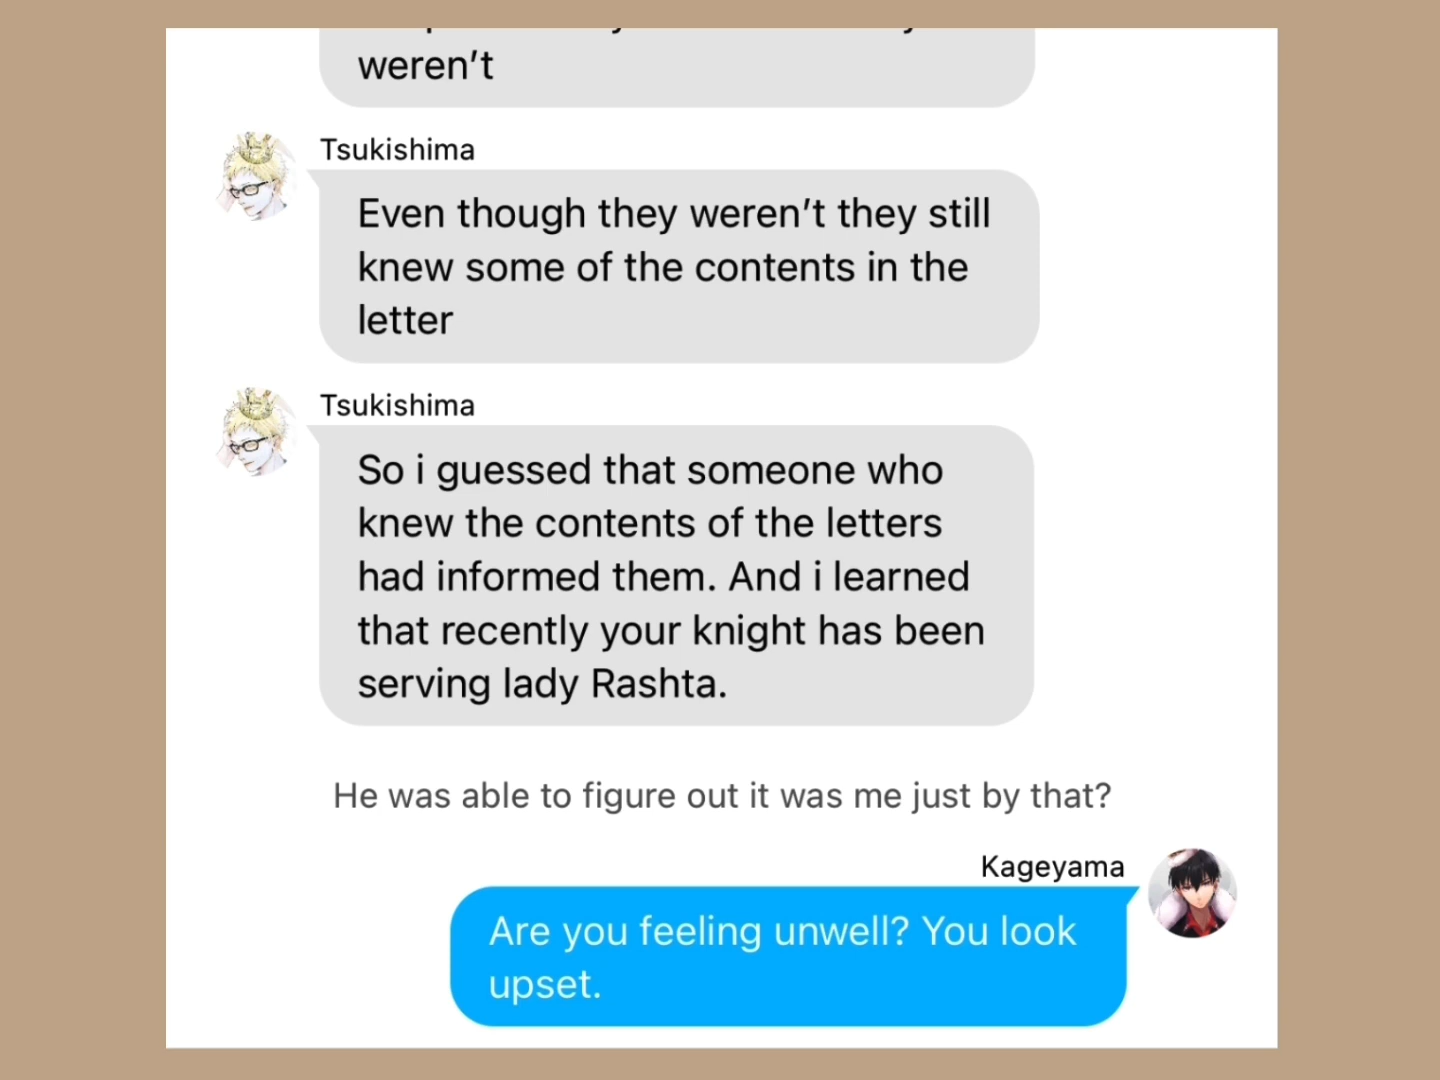 weren't
Tsukishima
Even though they weren't they still
knew some of the contents in the
letter
Tsukishima
So i guessed that someone who
knew the contents of the letters
had informed them. And i learned
that recently your knight has been
serving lady Rashta.
He was able to figure out it was me just by that?
Kageyama
Are you feeling unwell? You look
upset.